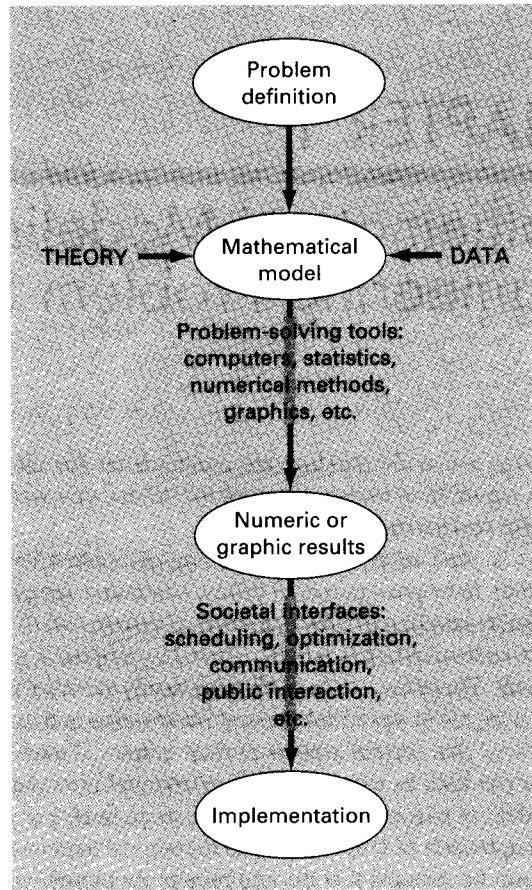 Problem
definition
THEORY
Mathematical
model
DATA
Problem-solving tools:
computers, statistics,
numerical methods,
graphics, etc.
Numeric or
graphic results
Societal interfaces:
scheduling, optimization,
communication,
public interaction,
etc.
Implementation